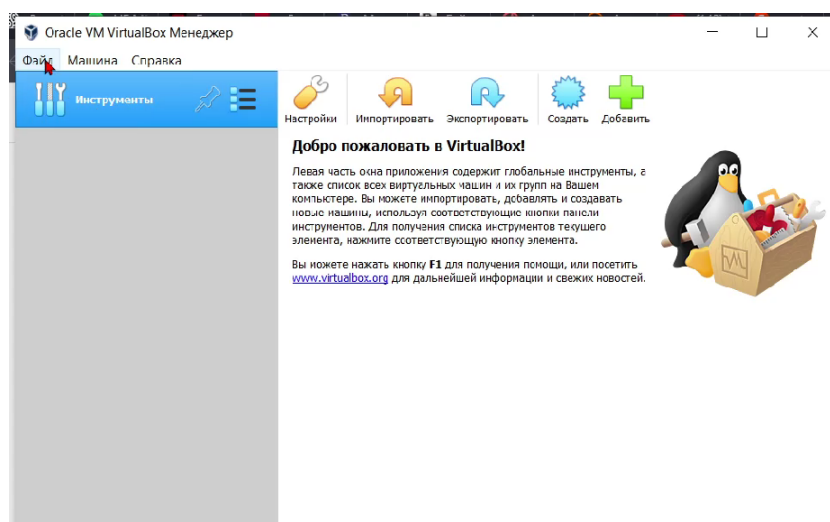 Oracle VM VirtualBox Менеджер
Файл Машина Справка
Инструменты
Настройки Импортировать Экспортировать Создать Добавить
Добро пожаловать в VirtualBox!
Левая часть окна приложения содержит глобальные инструменты, а
также список всех виртуальных машин и их групп на Вашем
компьютере. Вы можете импортировать, добавлять и создавать
новые машины, используя соответствующие кнопки панели
инструментов. Для получения списка инструментов текущего
элемента, нажмите соответствующую кнопку элемента.
Вы можете нажать кнопку F1 для получения помощи, или посетить
www.virtualbox.org для дальнейшей информации и свежих новостей.